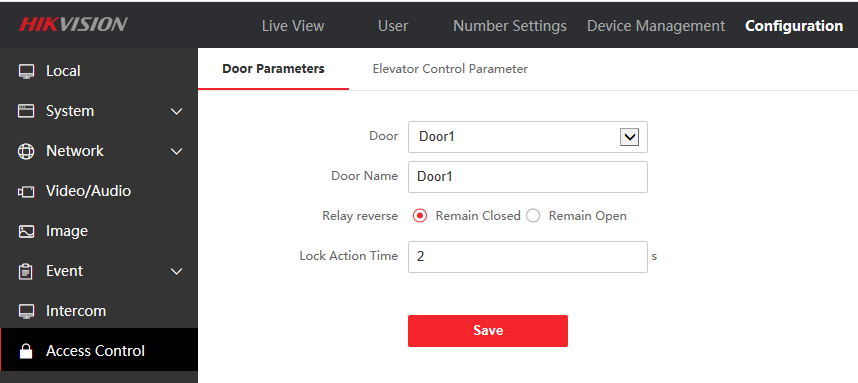 HIKVISION Live View User Number Settings Device Management Configuration
Local
System
Network
Video/Audio
Image
Event
Intercom
Access Control
Door Parameters Elevator Control Parameter
Door Door1
Door Name Door1
Relay reverse Remain Closed Remain Open
Lock Action Time 2 s
Save